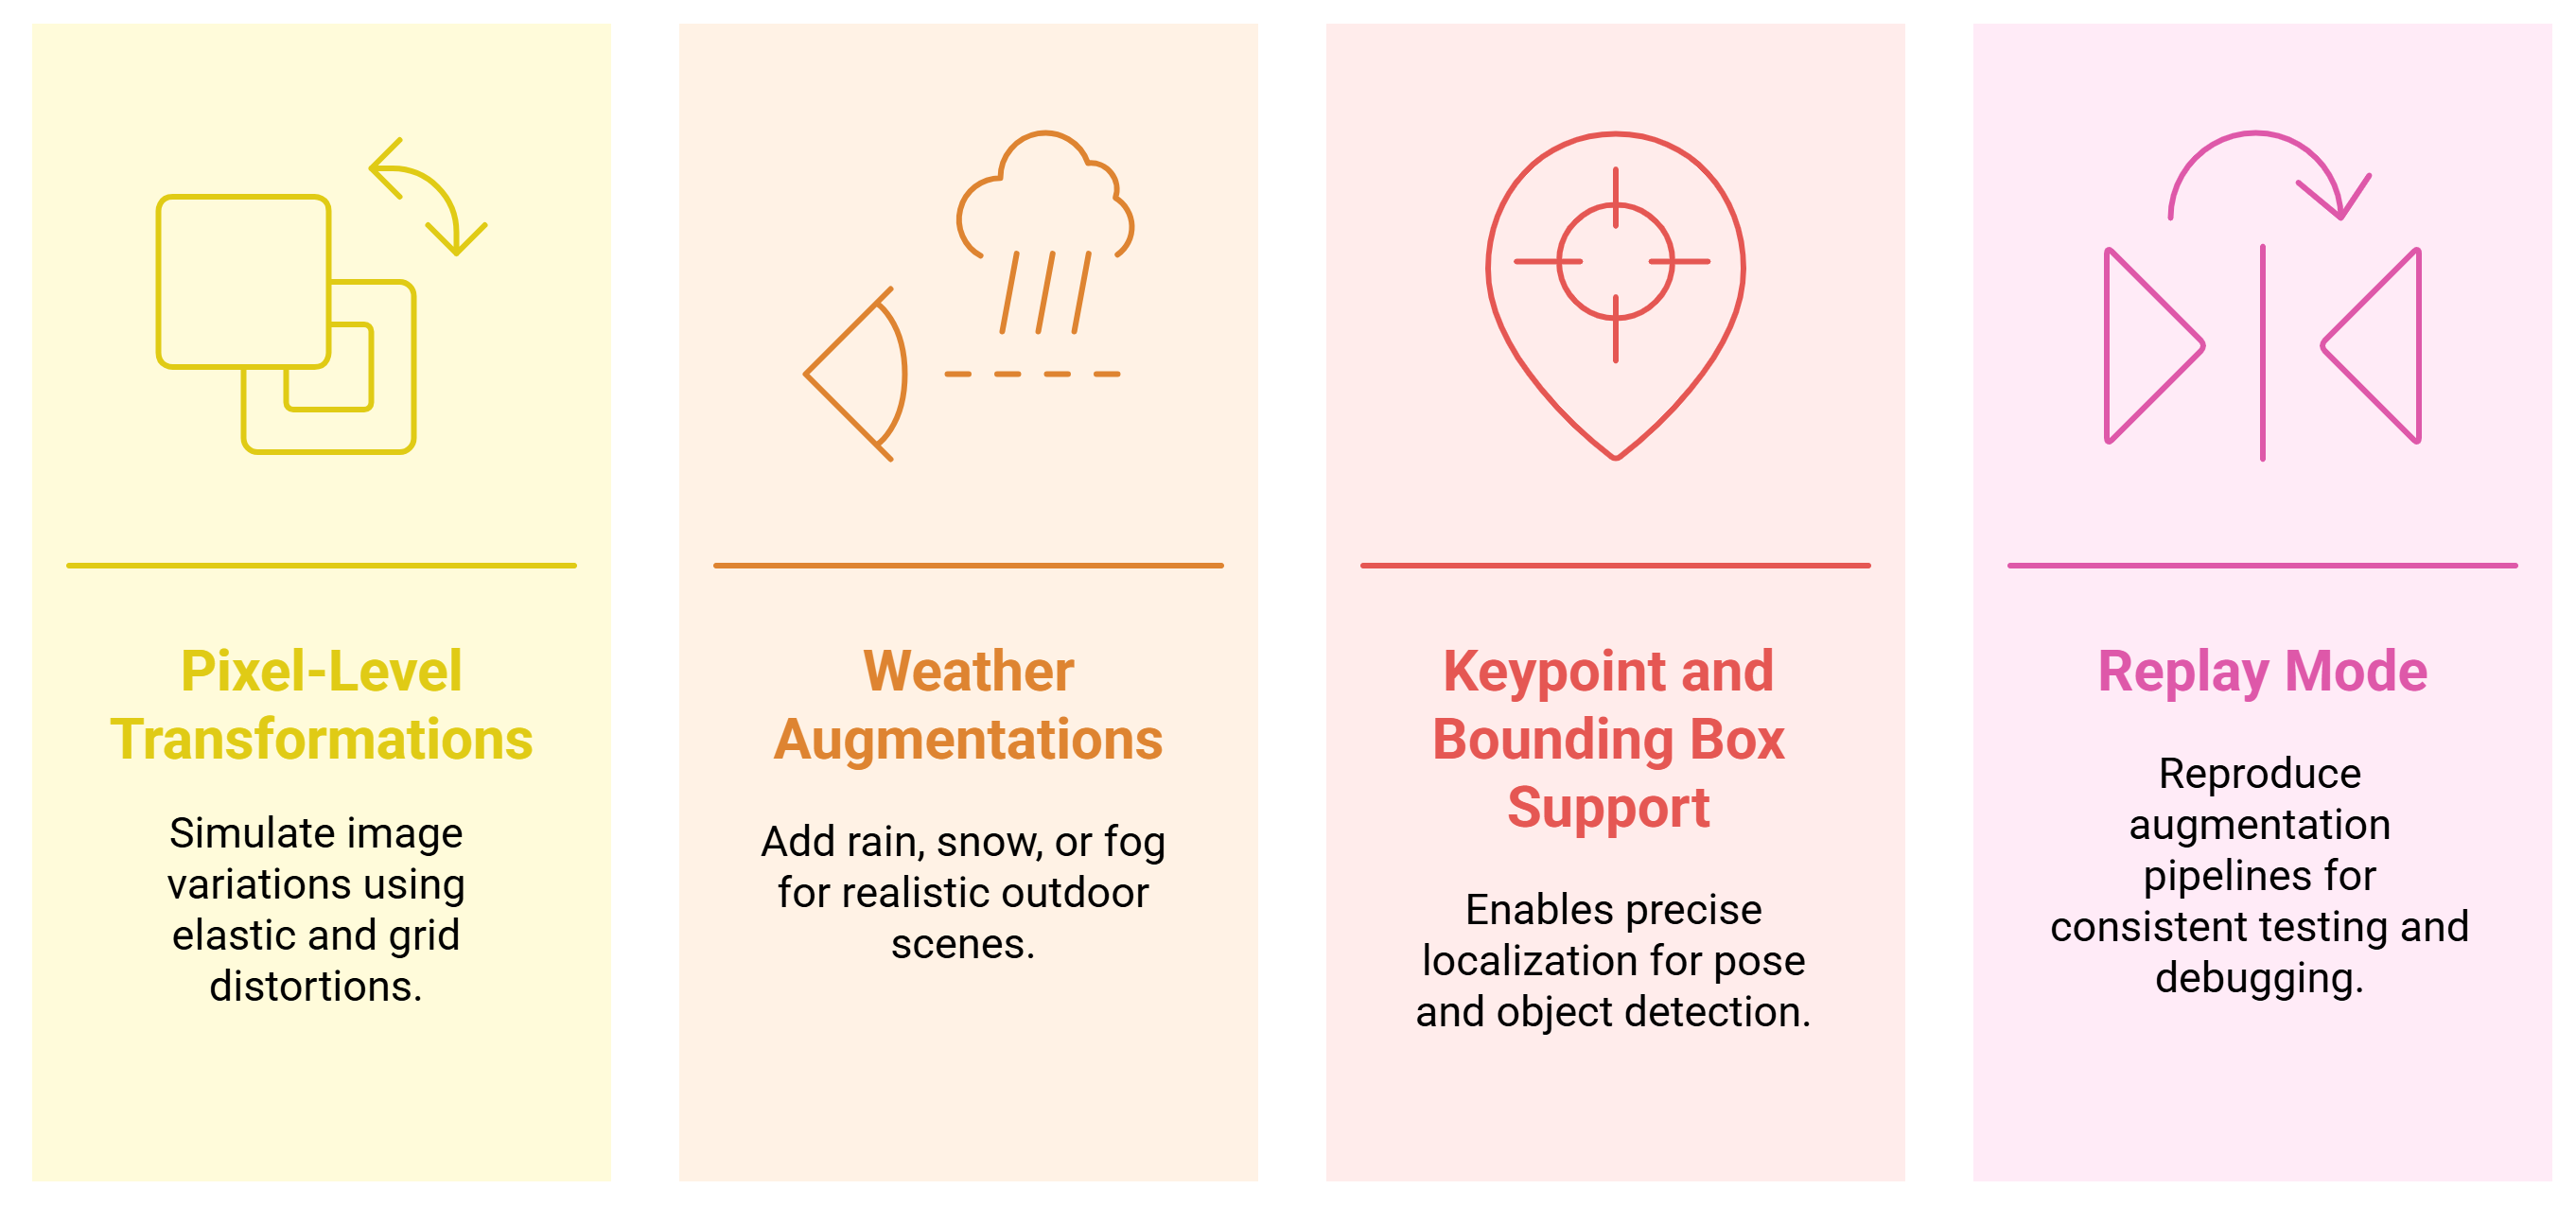 Pixel-Level
Transformations
Simulate image
variations using
elastic and grid
distortions.
Weather
Augmentations
Add rain, snow, or fog
for realistic outdoor
scenes.
Keypoint and
Bounding Box
Support
Enables precise
localization for pose
and object detection.
Replay Mode
Reproduce
augmentation
pipelines for
consistent testing and
debugging.